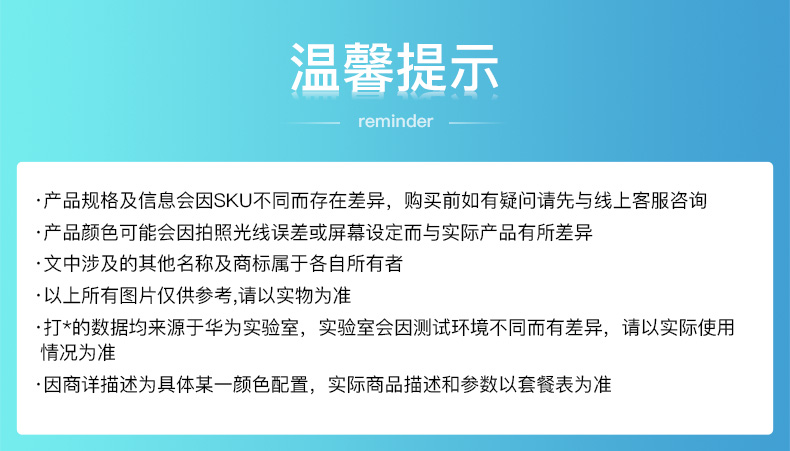 温馨提示
reminder
·产品规格及信息会因SKU不同而存在差异，购买前如有疑问请先与线上客服咨询
·产品颜色可能会因拍照光线误差或屏幕设定而与实际产品有所差异
·文中涉及的其他名称及商标属于各自所有者
·以上所有图片仅供参考,请以实物为准
·打*的数据均来源于华为实验室，实验室会因测试环境不同而有差异，请以实际使用
情况为准
·因商详描述为具体某一颜色配置，实际商品描述和参数以套餐表为准